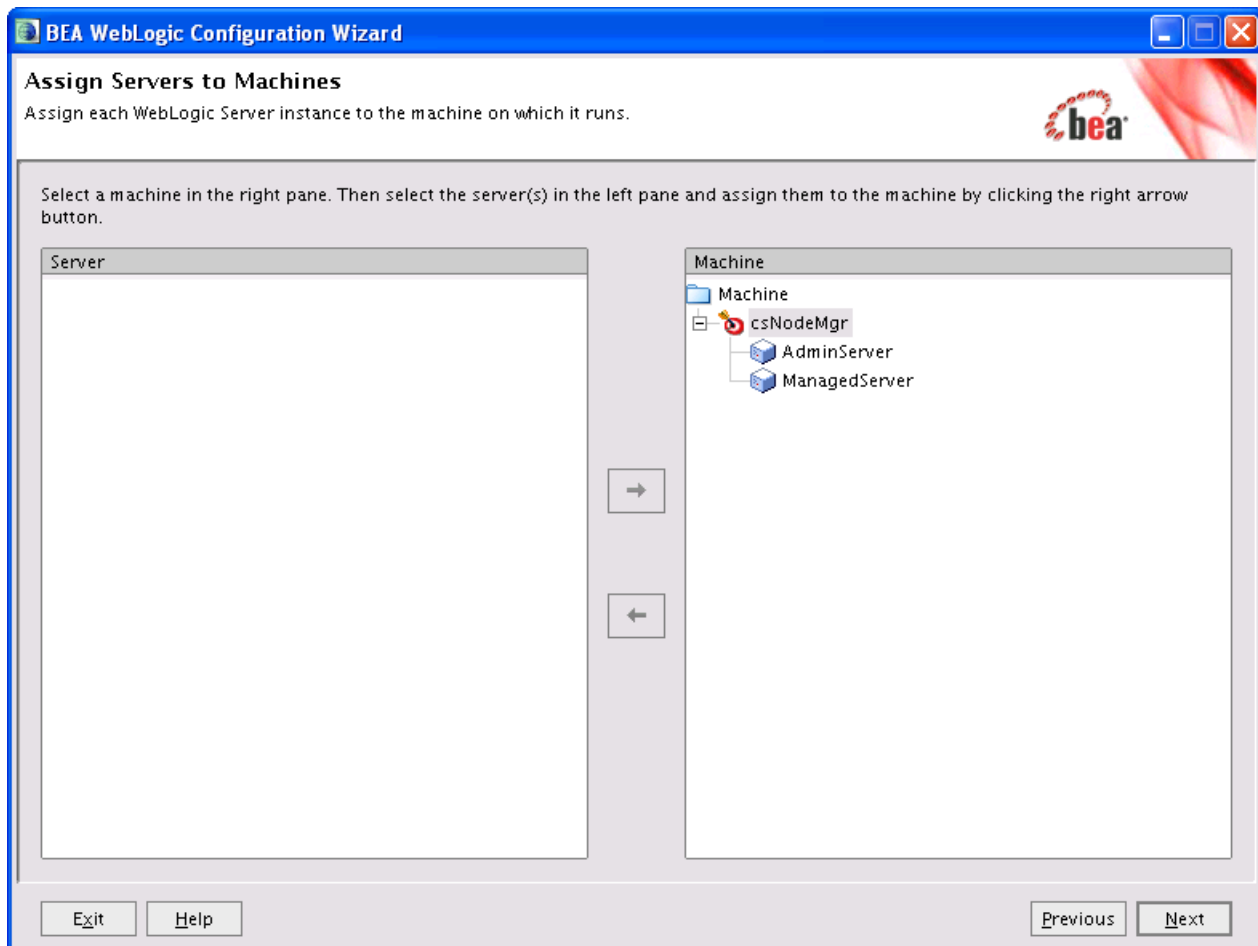 BEA WebLogic Configuration Wizard
Assign Servers to Machines
Assign each WebLogic Server instance to the machine on which it runs.
bea
Select a machine in the right pane. Then select the server(s) in the left pane and assign them to the machine by clicking the right arrow
button.
Server
Machine
Machine
csNodeMgr
AdminServer
ManagedServer
Exit
Help
Previous
Next